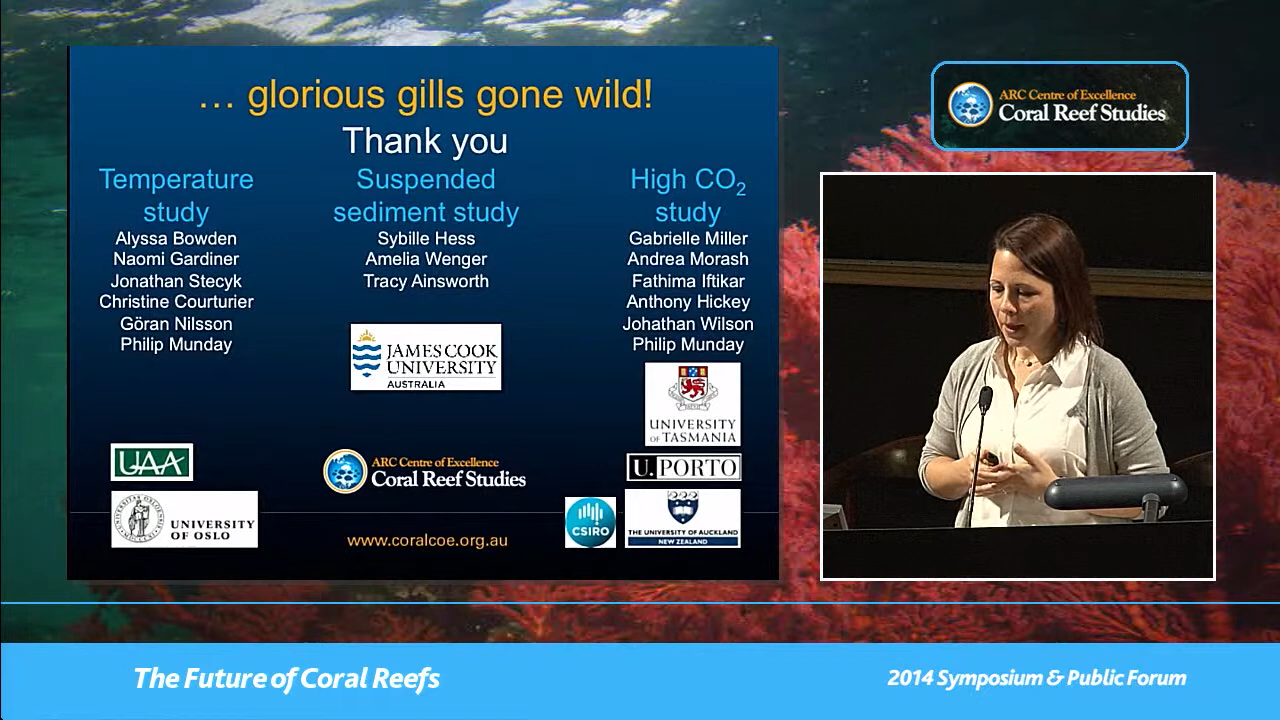 … glorious gills gone wild!
Thank you
Temperature
study
Alyssa Bowden
Naomi Gardiner
Jonathan Stecyk
Christine Courturier
Göran Nilsson
Philip Munday
UAA
UNIVERSITY
OF OSLO
Suspended
sediment study
Sybille Hess
Amelia Wenger
Tracy Ainsworth
JAMES COOK
UNIVERSITY
AUSTRALIA
ARC Centre of Excellence
Coral Reef Studies
www.coralcoe.org.au
High CO₂
study
Gabrielle Miller
Andrea Morash
Fathima Iftikar
Anthony Hickey
Johathan Wilson
Philip Munday
UNIVERSITY
OF TASMANIA
U.PORTO
CSIRO
THE UNIVERSITY OF AUCKLAND
NEW ZEALAND
ARC Centre of Excellence
Coral Reef Studies
The Future of Coral Reefs
2014 Symposium & Public Forum